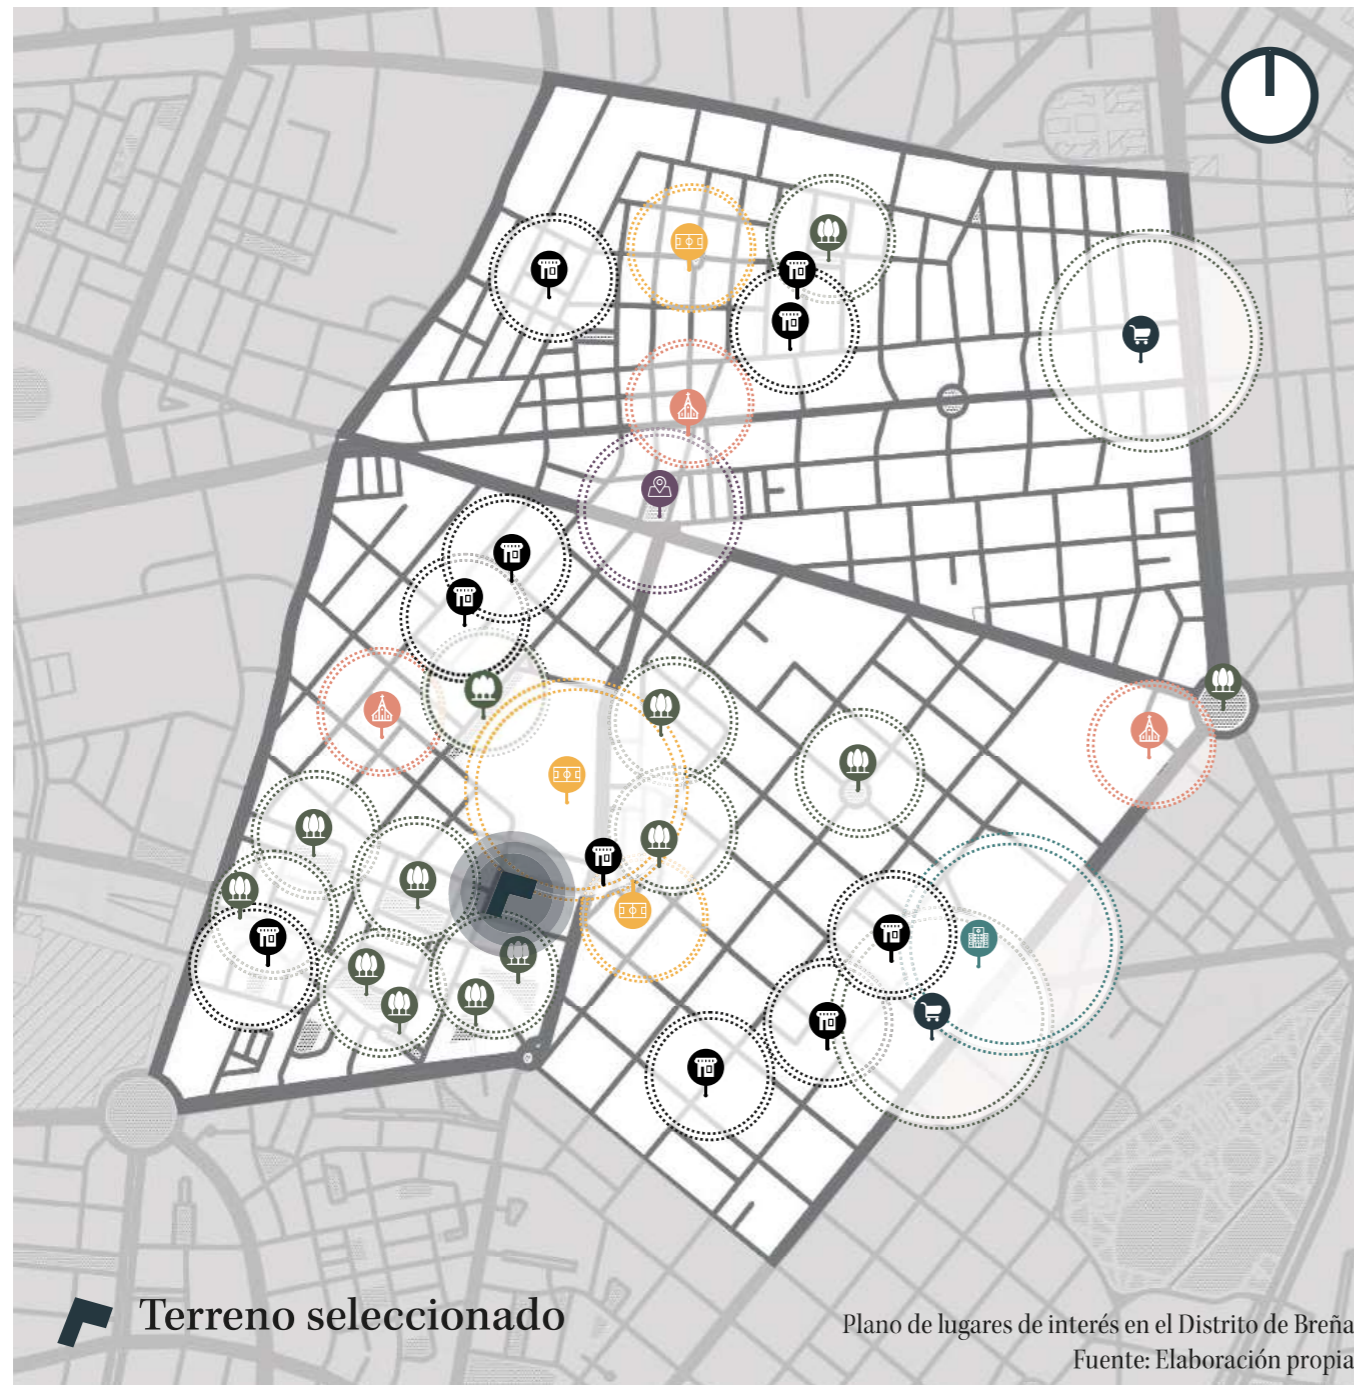 Terreno seleccionado
Plano de lugares de interés en el Distrito de Breña
Fuente: Elaboración propia